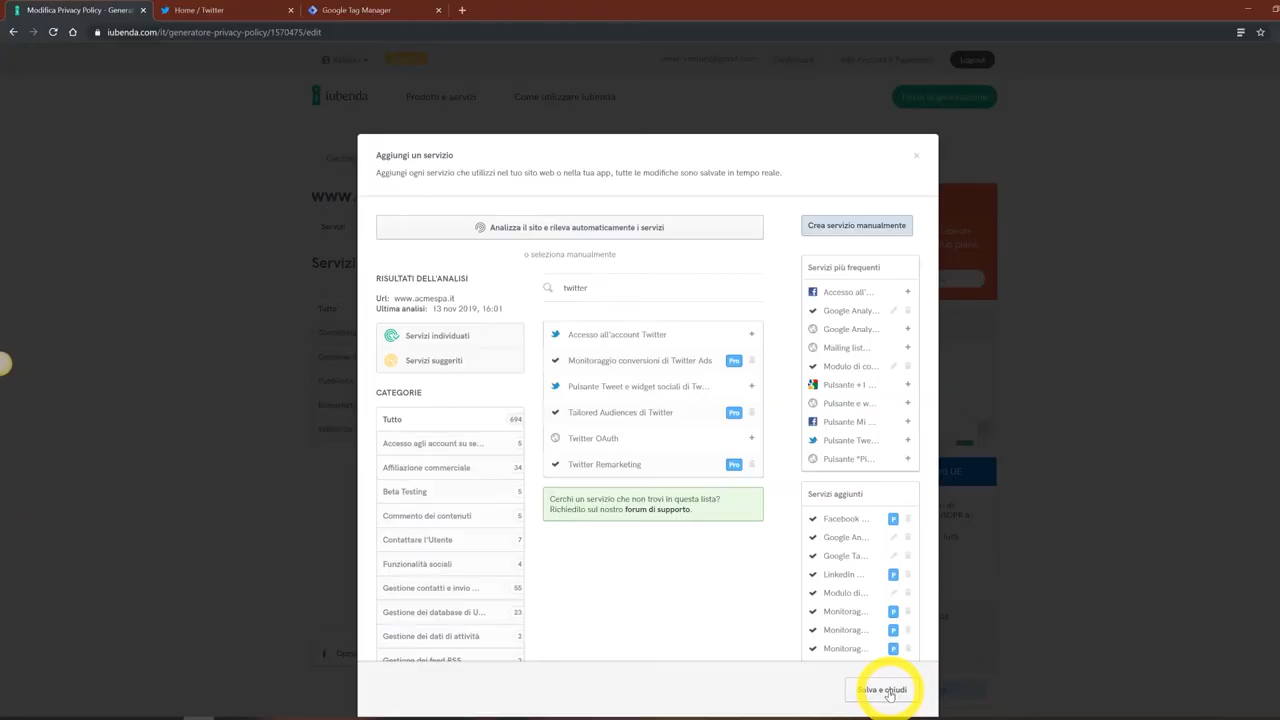 Modifica Privacy Policy - Generat
Home / Twitter
Google Tag Manager
iubenda.com/it/generatore-privacy-policy/1570475/edit
Logout
iubenda
Prodotti e servizi
Come utilizzare iubenda
www.
Servizi
Aggiungi un servizio
Aggiungi ogni servizio che utilizzi nel tuo sito web o nella tua app, tutte le modifiche sono salvate in tempo reale.
Analizza il sito e rileva automaticamente i servizi
Crea servizio manualmente
o seleziona manualmente
RISULTATI DELL'ANALISI
Url: www.acmespa.it
Ultima analisi: 13 nov 2019, 16:01
Servizi individuati
Servizi suggeriti
CATEGORIE
Tutto 694
Accesso agli account su se... 5
Affiliazione commerciale 34
Beta Testing 5
Commento dei contenuti 5
Contattare l'Utente 7
Funzionalità sociali 4
Gestione contatti e invio ... 55
Gestione dei database di U... 23
Gestione dei dati di attività 2
Gestione dei feed RSS 2
twitter
Accesso all'account Twitter +
Monitoraggio conversioni di Twitter Ads Pro
Pulsante Tweet e widget sociali di Tw... +
Tailored Audiences di Twitter Pro
Twitter OAuth +
Twitter Remarketing Pro
Cerchi un servizio che non trovi in questa lista?
Richiedilo sul nostro forum di supporto.
Servizi più frequenti
Accesso all'... +
Google Analy...
Google Analy... +
Mailing list... +
Modulo di co...
Pulsante +1 ... +
Pulsante e w... +
Pulsante Mi ... +
Pulsante Twe... +
Pulsante "Pi... +
Servizi aggiunti
Facebook ... P
Google An...
Google Ta...
LinkedIn ... P
Modulo di...
Monitorag... P
Monitorag... P
Monitorag... P
Salva e chiudi